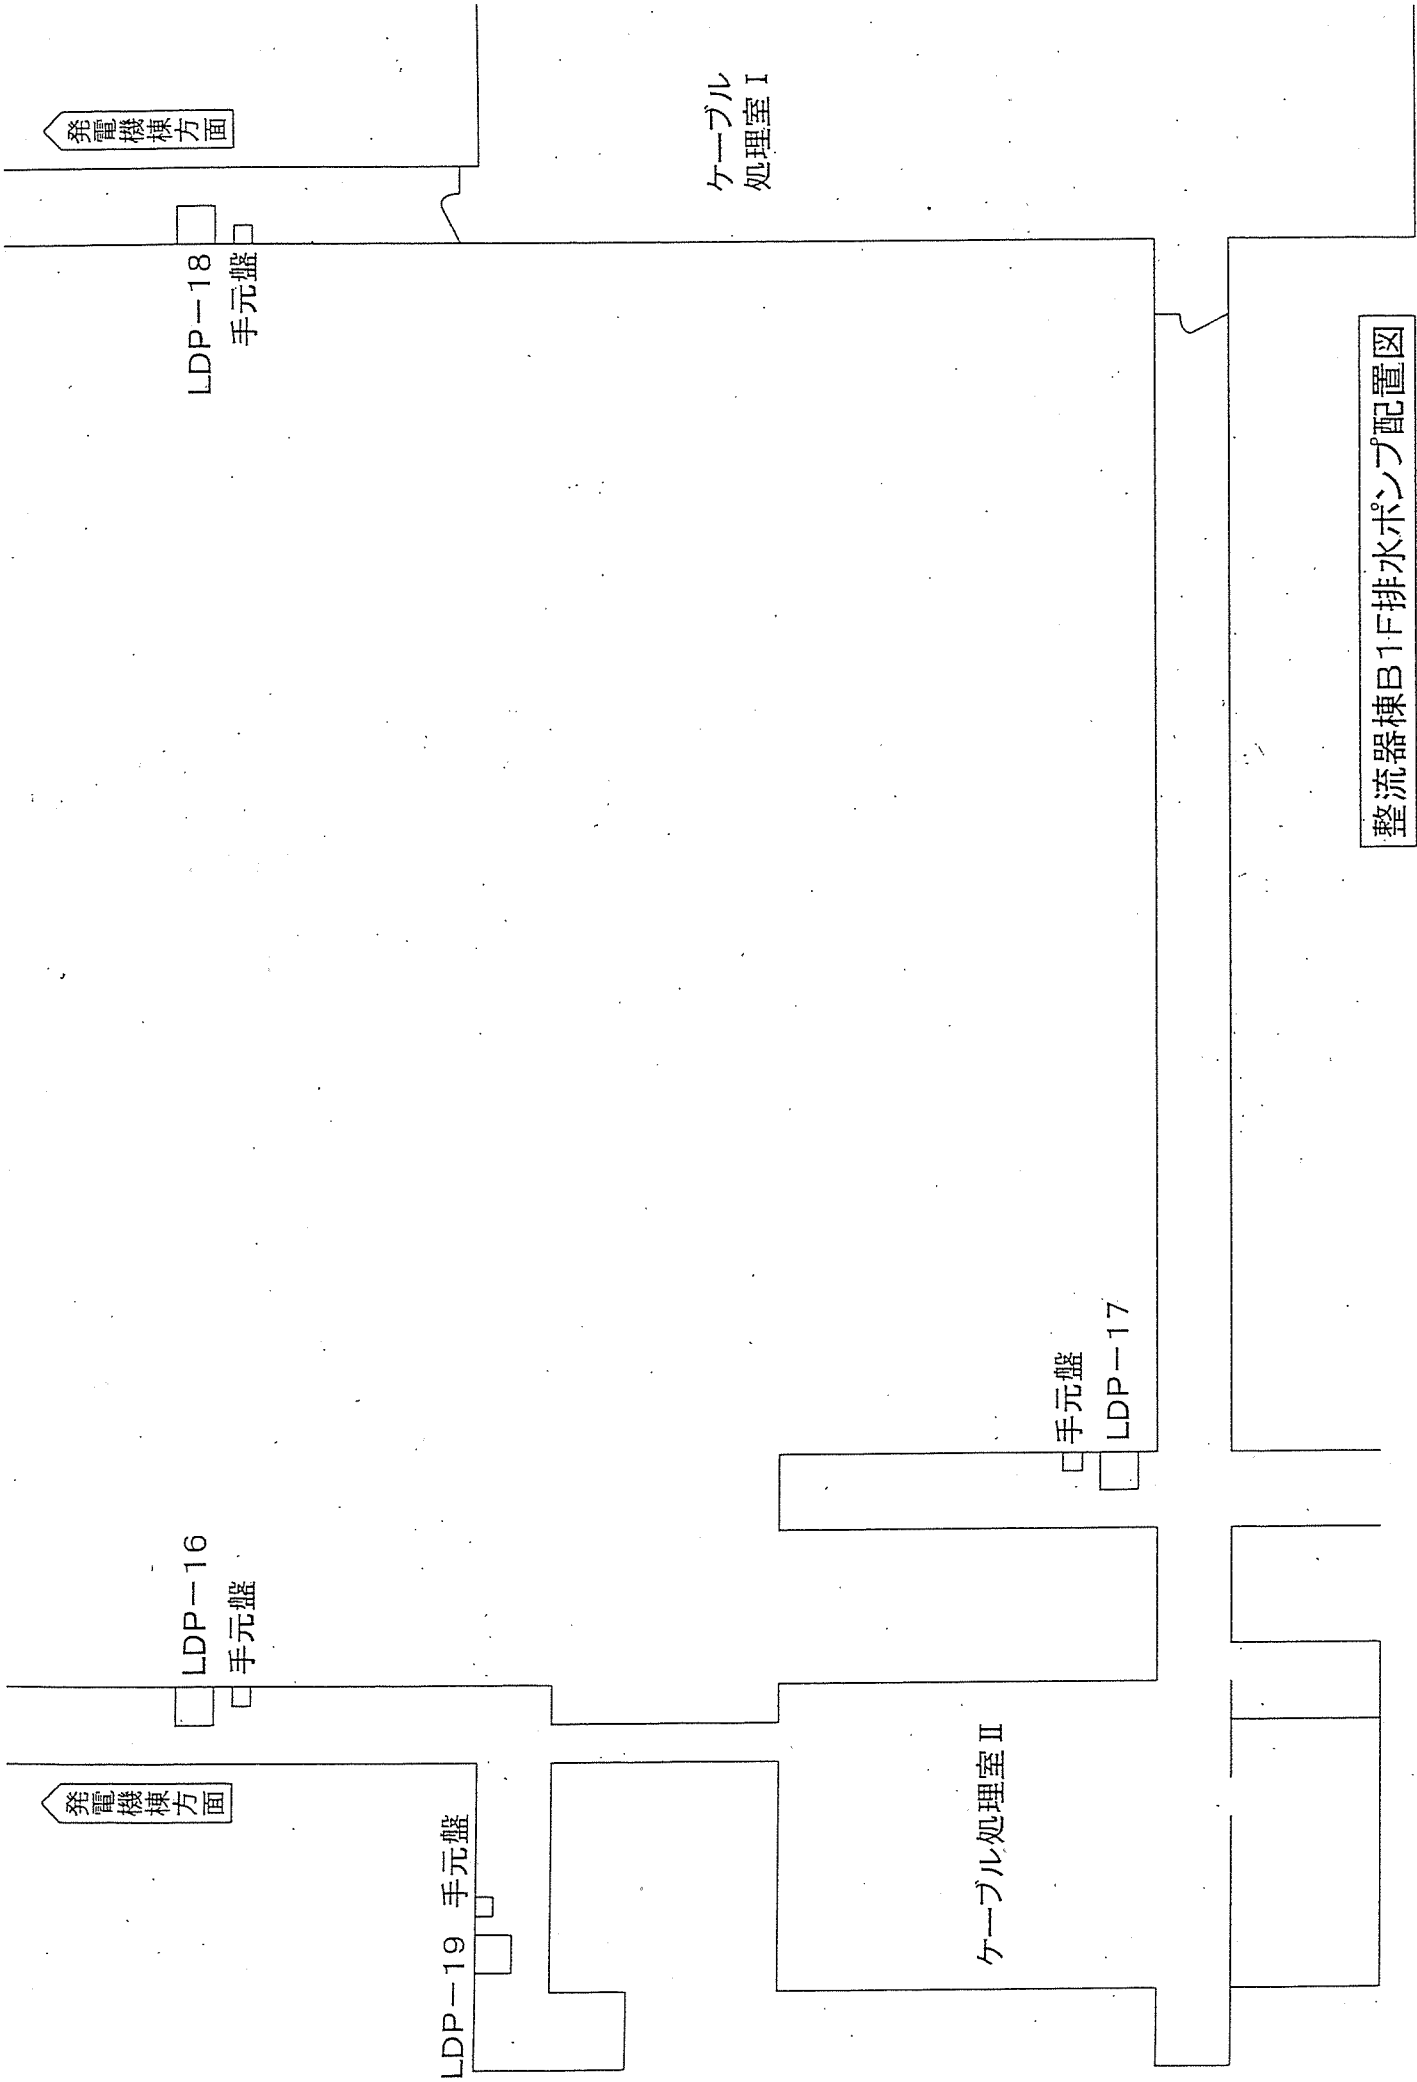 発電機棟方面
LDP-19 手元盤
LDP-16
手元盤
発電機棟方面
LDP-18
手元盤
ケーブル
処理室Ⅰ
ケーブル処理室Ⅱ
手元盤
LDP-17
整流器棟B1F排水ポンプ配置図